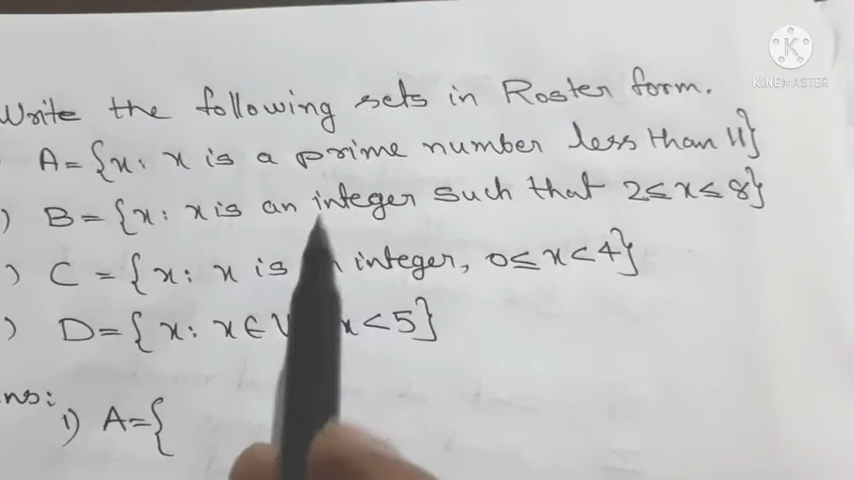 Write the following sets in Roster form.
A={x: x is a prime number less than 11}
) B={x: x is an integer such that 2≤x≤8}
) C={x: x is integer, 0≤x<4}
) D={x: x∈ x<5}
ns:
1) A={
KINEMASTER